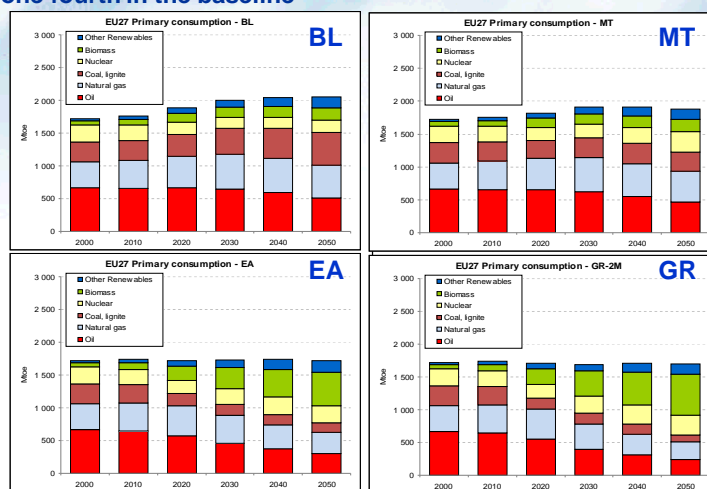 one fourth in the baseline
EU27 Primary consumption - BL
BL
3 000
2 500
2 000
1 500
1 000
500
0
Mtoe
Other Renewables
Biomass
Nuclear
Coal, lignite
Natural gas
Oil
2000 2010 2020 2030 2040 2050
EU27 Primary consumption - MT
MT
3 000
2 500
2 000
1 500
1 000
500
0
Mtoe
Other Renewables
Biomass
Nuclear
Coal, lignite
Natural gas
Oil
2000 2010 2020 2030 2040 2050
EU27 Primary consumption - EA
EA
3 000
2 500
2 000
1 500
1 000
500
0
Mtoe
Other Renewables
Biomass
Nuclear
Coal, lignite
Natural gas
Oil
2000 2010 2020 2030 2040 2050
EU27 Primary consumption - GR-2M
GR
3 000
2 500
2 000
1 500
1 000
500
0
Mtoe
Other Renewables
Biomass
Nuclear
Coal, lignite
Natural gas
Oil
2000 2010 2020 2030 2040 2050